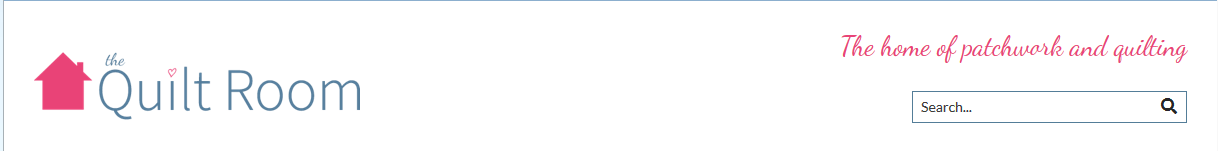 the
Quilt Room
The home of patchwork and quilting
Search...